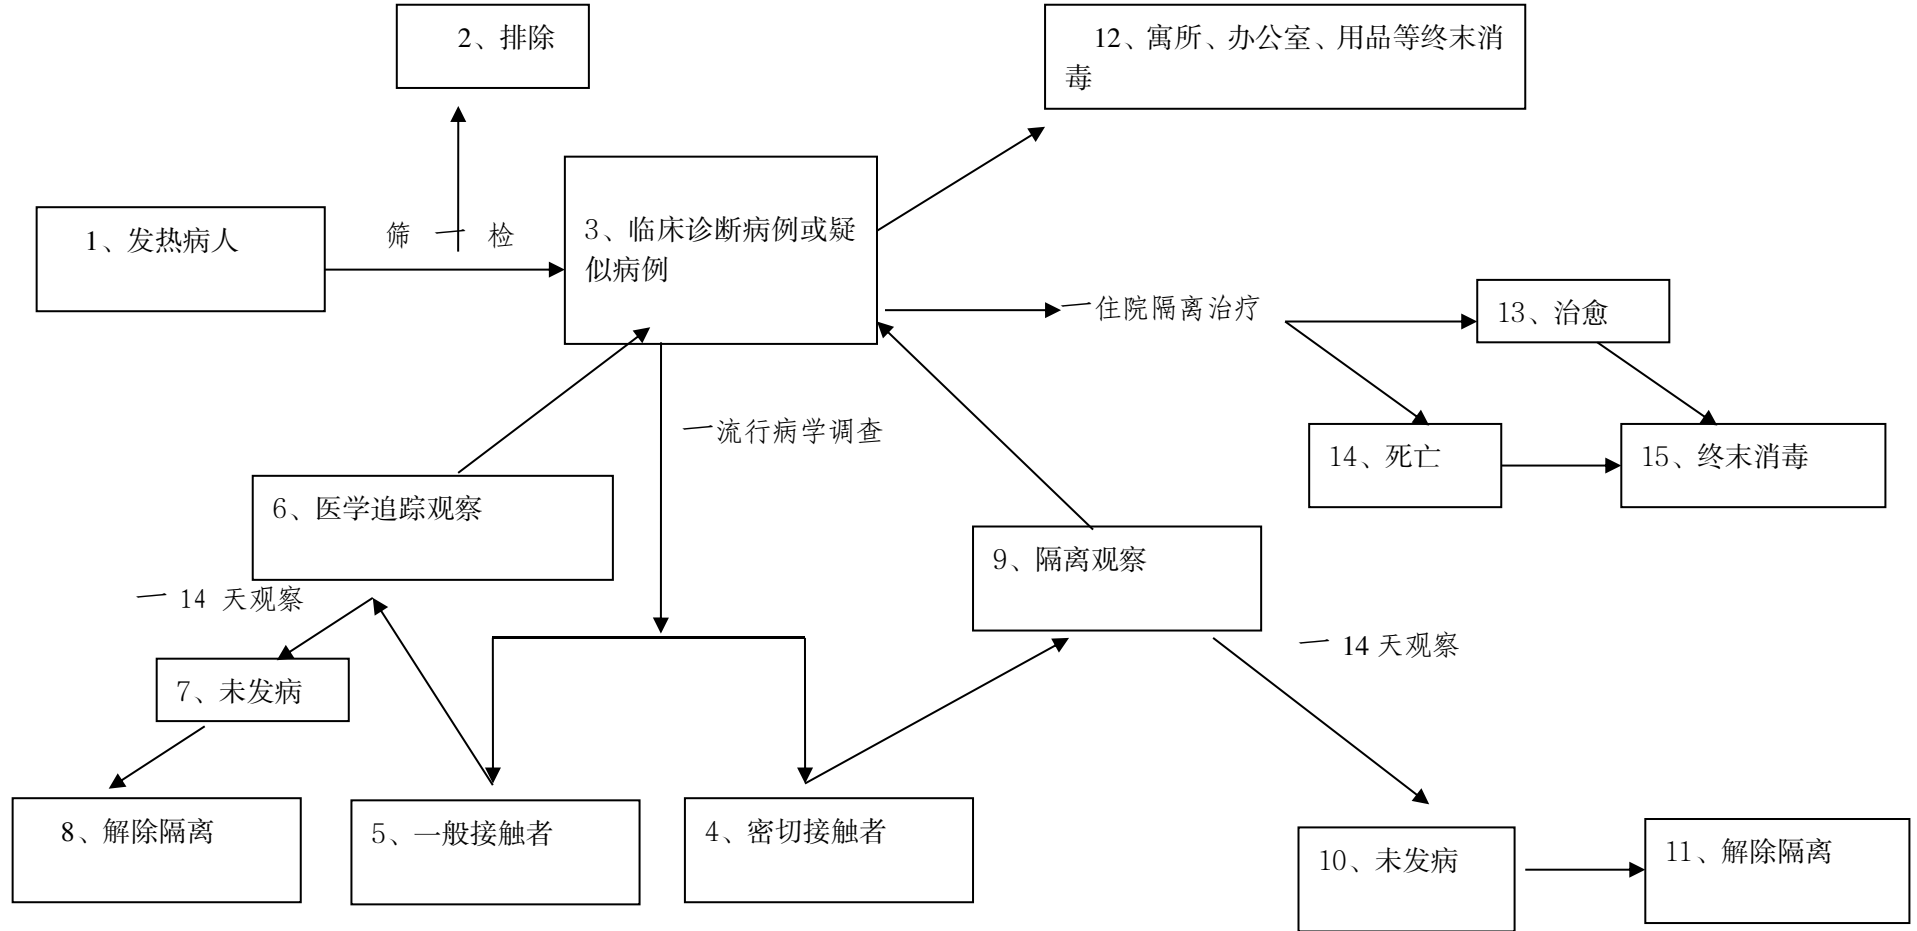 2、排除
12、寓所、办公室、用品等终末消
毒
1、发热病人
筛一检
3、临床诊断病例或疑
似病例
一住院隔离治疗
13、治愈
一流行病学调查
14、死亡
15、终末消毒
6、医学追踪观察
9、隔离观察
一 14 天观察
一 14 天观察
7、未发病
8、解除隔离
5、一般接触者
4、密切接触者
10、未发病
11、解除隔离